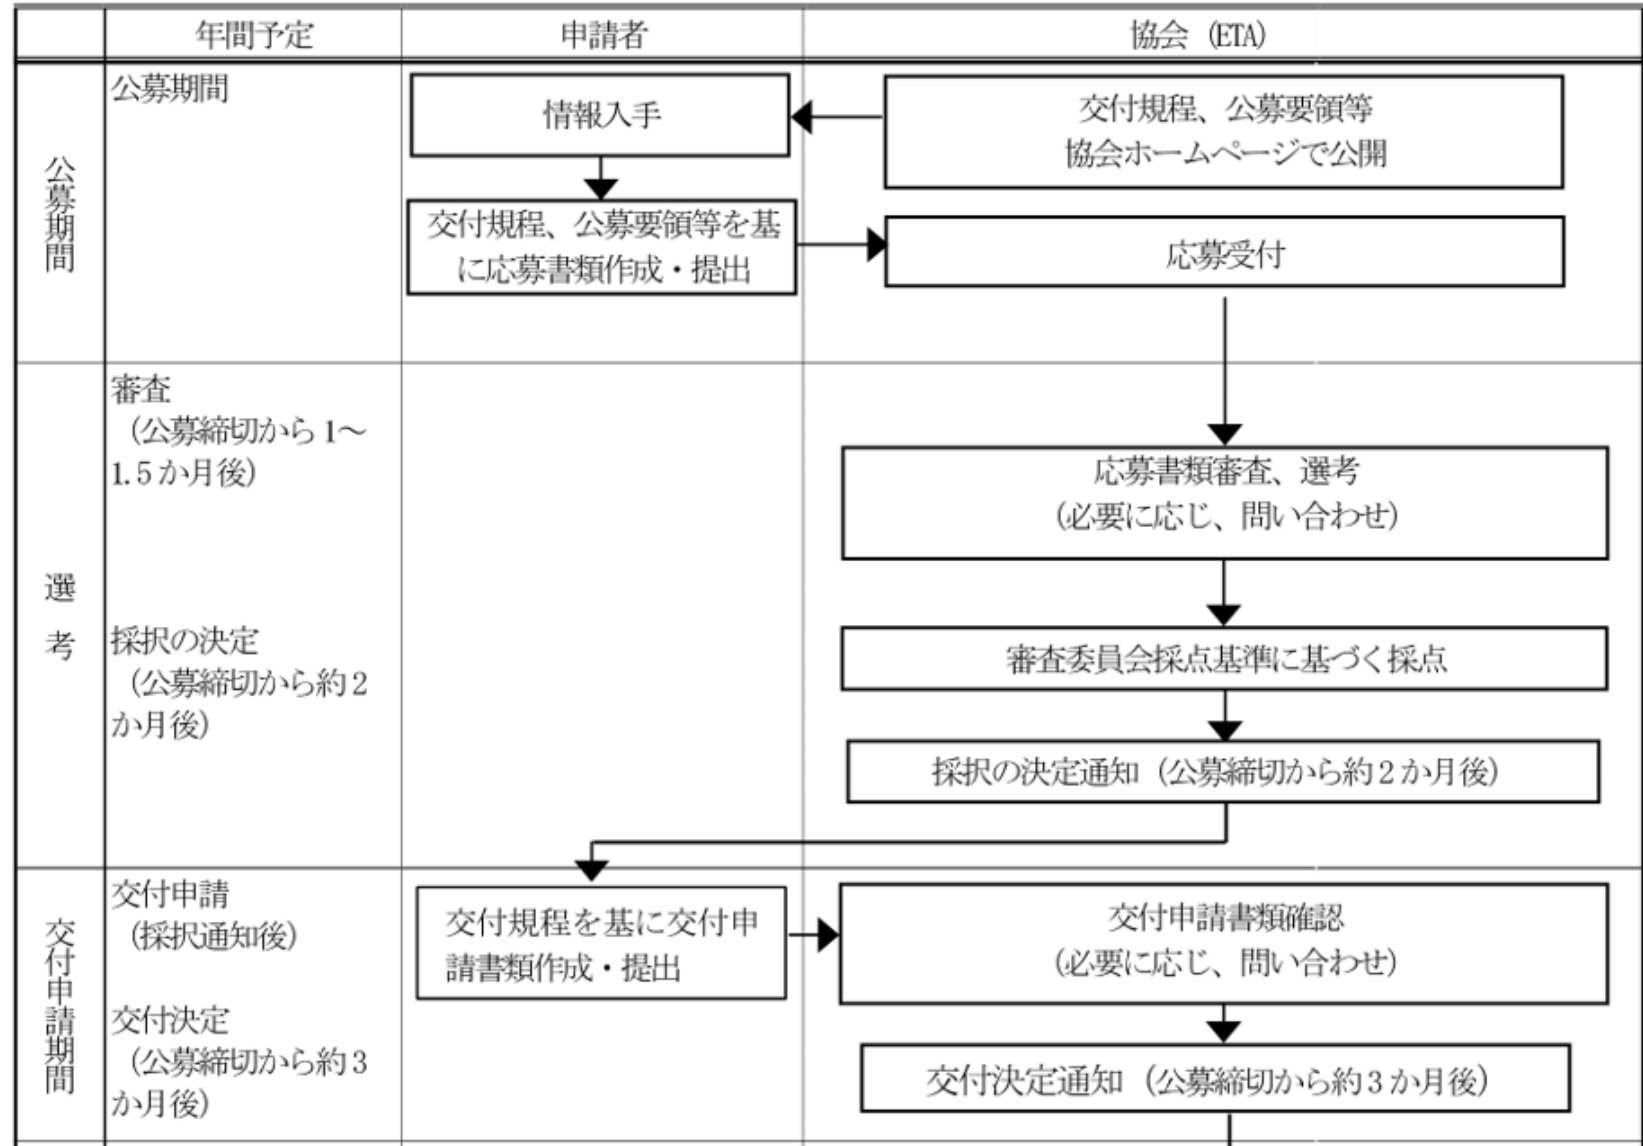 年間予定
申請者
協会（ETA）
公募期間
公募期間
情報入手
交付規程、公募要領等
協会ホームページで公開
交付規程、公募要領等を基
に応募書類作成・提出
応募受付
選考
審査
（公募締切から1～
1.5か月後）
応募書類審査、選考
（必要に応じ、問い合わせ）
採択の決定
（公募締切から約2
か月後）
審査委員会採点基準に基づく採点
採択の決定通知（公募締切から約2か月後）
交付申請期間
交付申請
（採択通知後）
交付規程を基に交付申
請書類作成・提出
交付申請書類確認
（必要に応じ、問い合わせ）
交付決定
（公募締切から約3
か月後）
交付決定通知（公募締切から約3か月後）